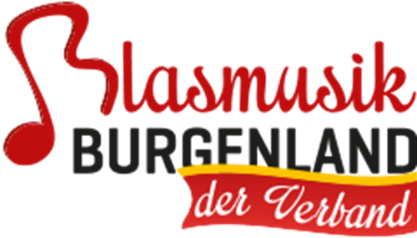 Blasmusik
BURGENLAND
der Verband